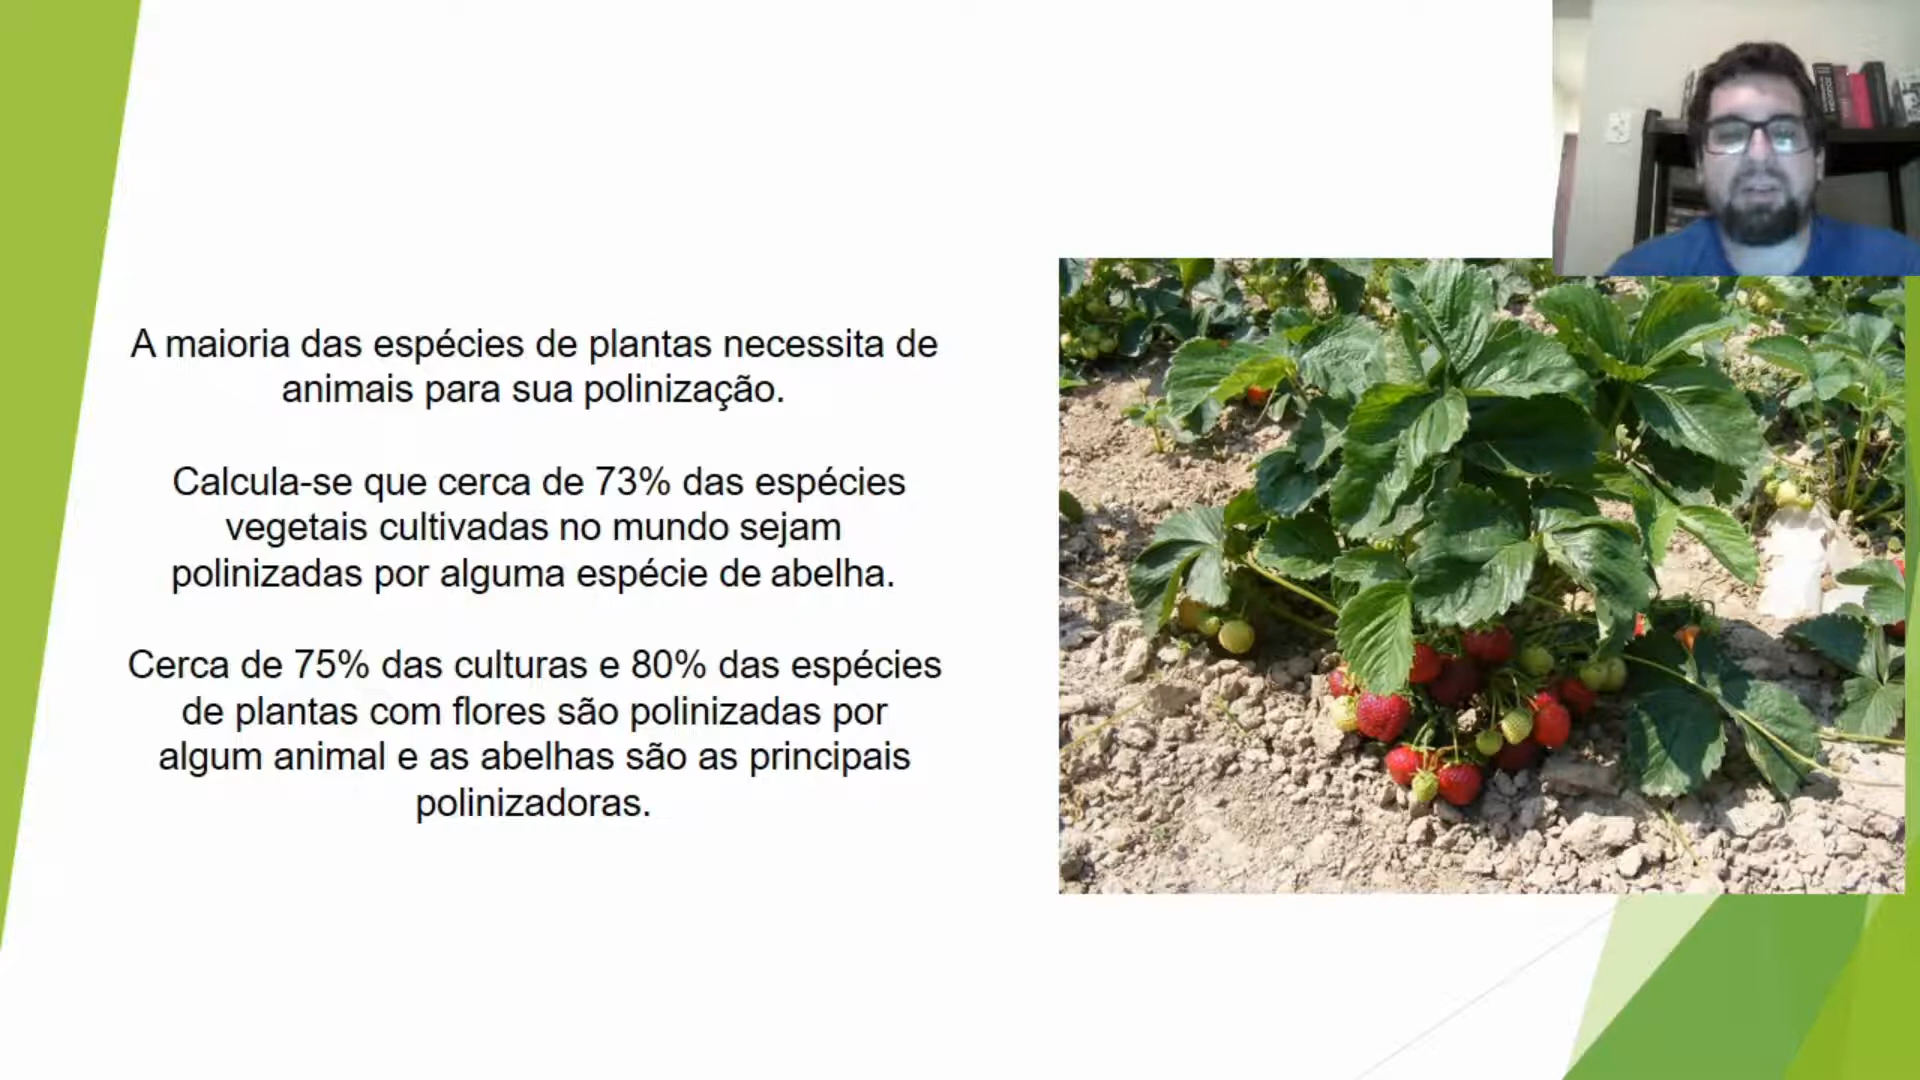 A maioria das espécies de plantas necessita de
animais para sua polinização.
Calcula-se que cerca de 73% das espécies
vegetais cultivadas no mundo sejam
polinizadas por alguma espécie de abelha.
Cerca de 75% das culturas e 80% das espécies
de plantas com flores são polinizadas por
algum animal e as abelhas são as principais
polinizadoras.